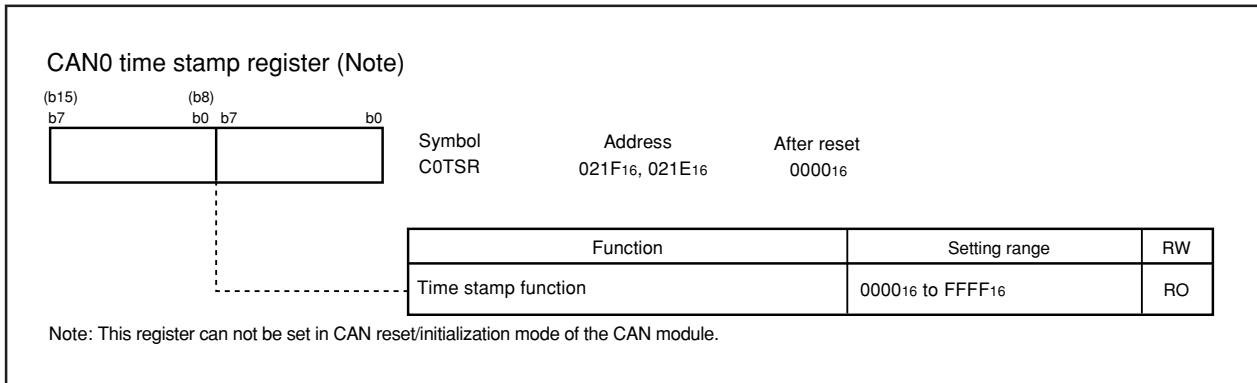 CAN0 time stamp register (Note)
(b15) (b8)
b7 b0 b7 b0
Symbol Address After reset
C0TSR 021F16, 021E16 000016
Function Setting range RW
Time stamp function 000016 to FFFF16 RO
Note: This register can not be set in CAN reset/initialization mode of the CAN module.